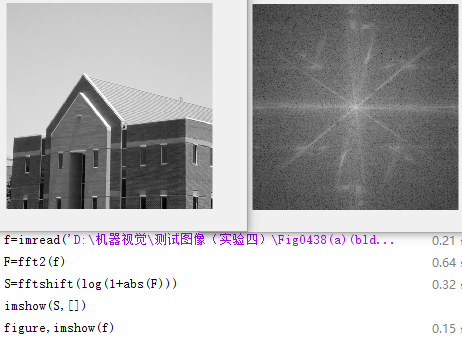 f=imread('D:\机器视觉\测试图像（实验四）\Fig0438(a)(bld... 0.21
F=fft2(f) 0.64
S=fftshift(log(1+abs(F))) 0.32
imshow(S,[])
figure,imshow(f) 0.15